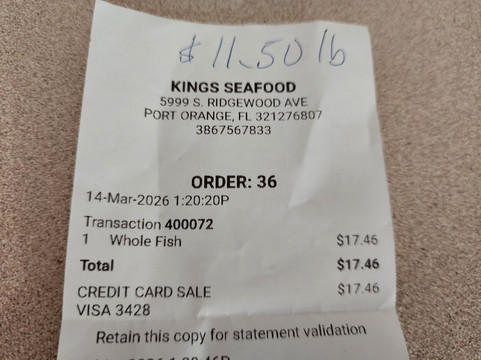 $11.50 lb
KINGS SEAFOOD
5999 S. RIDGEWOOD AVE
PORT ORANGE, FL 321276807
3867567833
ORDER: 36
14-Mar-2026 1:20:20P
Transaction 400072
1 Whole Fish $17.46
Total $17.46
CREDIT CARD SALE $17.46
VISA 3428
Retain this copy for statement validation